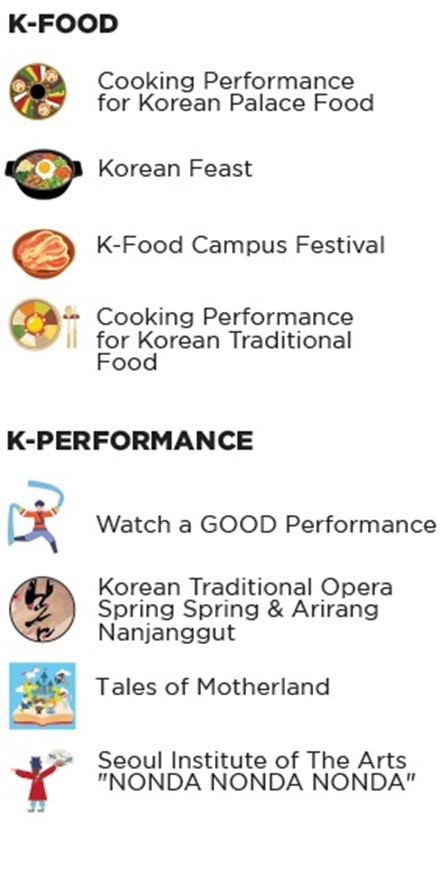 K-FOOD
Cooking Performance
for Korean Palace Food
Korean Feast
K-Food Campus Festival
Cooking Performance
for Korean Traditional
Food
K-PERFORMANCE
Watch a GOOD Performance
Korean Traditional Opera
Spring Spring & Arirang
Nanjanggut
Tales of Motherland
Seoul Institute of The Arts
"NONDA NONDA NONDA"